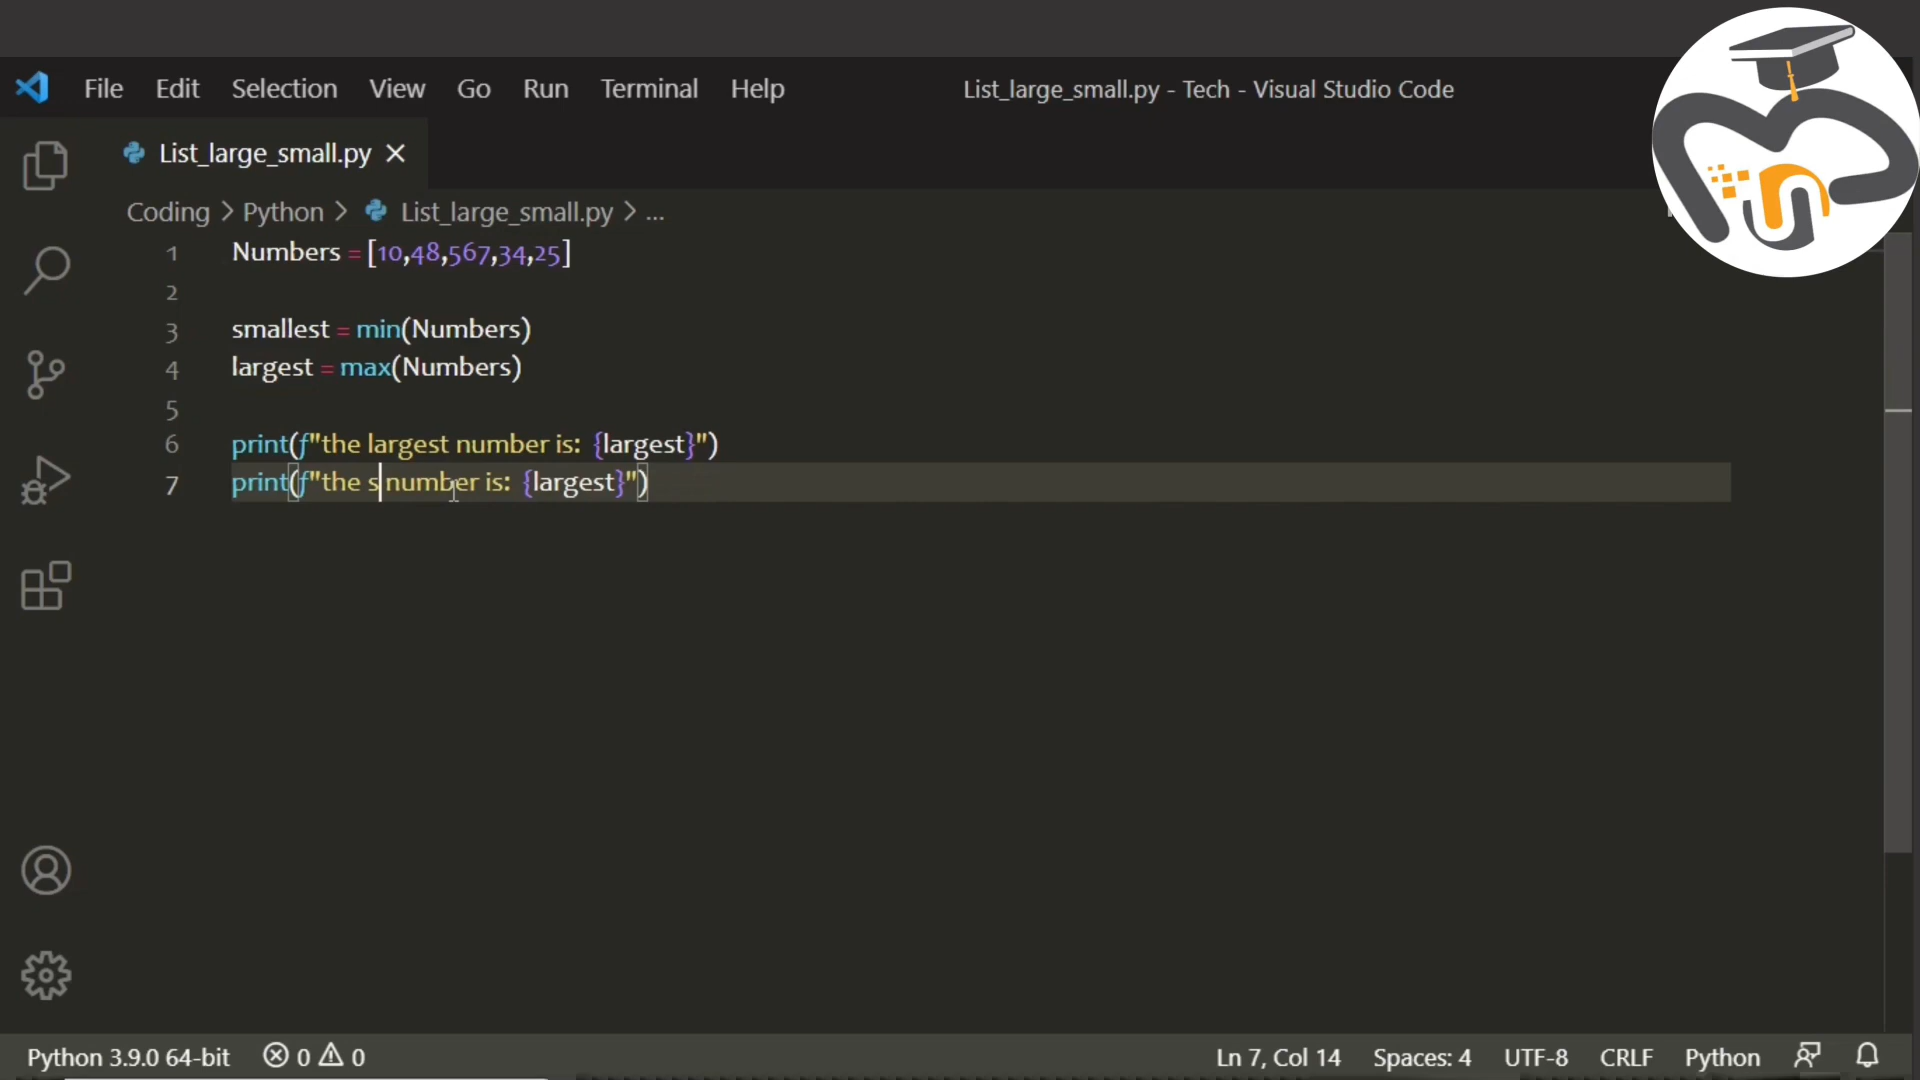 File Edit Selection View Go Run Terminal Help List_large_small.py - Tech - Visual Studio Code
List_large_small.py
Coding > Python > List_large_small.py > ...
1 Numbers = [10,48,567,34,25]
2
3 smallest = min(Numbers)
4 largest = max(Numbers)
5
6 print(f"the largest number is: {largest}")
7 print(f"the s number is: {largest}")
Python 3.9.0 64-bit 0 0 Ln 7, Col 14 Spaces: 4 UTF-8 CRLF Python